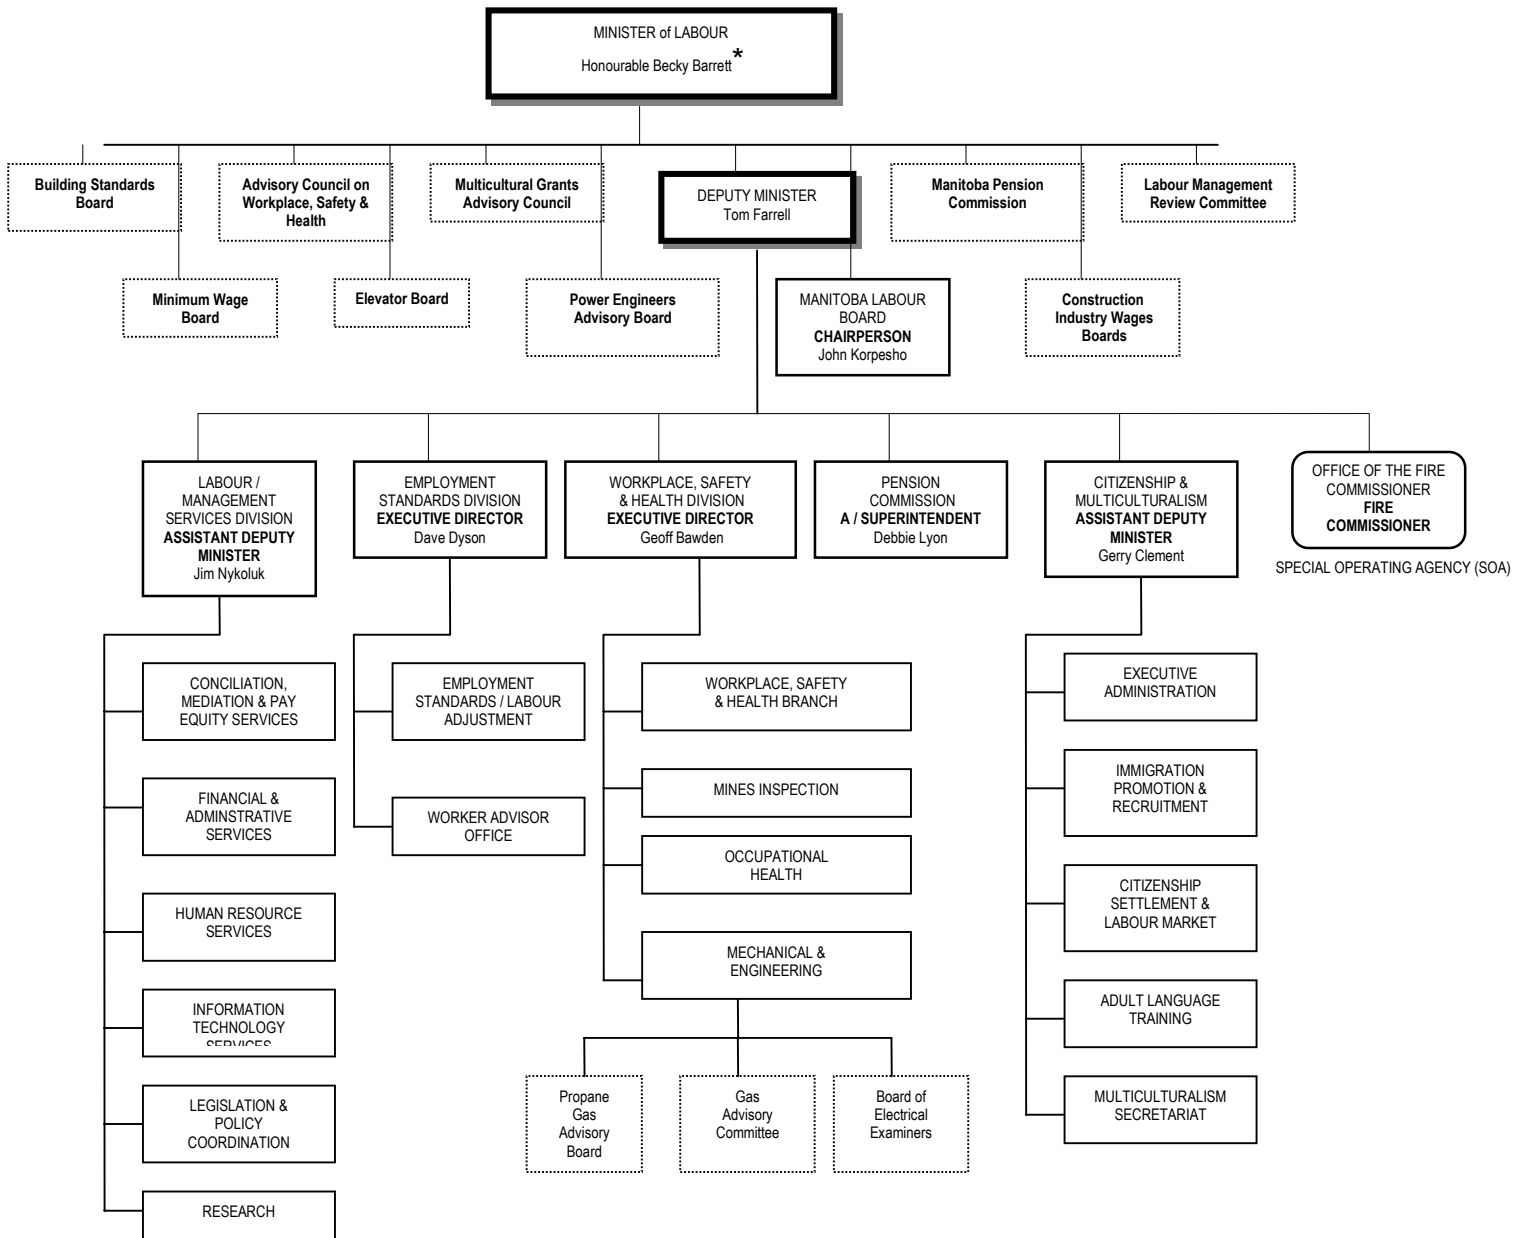 MINISTER of LABOUR
Honourable Becky Barrett*
Building Standards
Board
Advisory Council on
Workplace, Safety &
Health
Multicultural Grants
Advisory Council
DEPUTY MINISTER
Tom Farrell
Manitoba Pension
Commission
Labour Management
Review Committee
Minimum Wage
Board
Elevator Board
Power Engineers
Advisory Board
MANITOBA LABOUR
BOARD
CHAIRPERSON
John Korpesho
Construction
Industry Wages
Boards
LABOUR /
MANAGEMENT
SERVICES DIVISION
ASSISTANT DEPUTY
MINISTER
Jim Nykoluk
EMPLOYMENT
STANDARDS DIVISION
EXECUTIVE DIRECTOR
Dave Dyson
WORKPLACE, SAFETY
& HEALTH DIVISION
EXECUTIVE DIRECTOR
Geoff Bawden
PENSION
COMMISSION
A / SUPERINTENDENT
Debbie Lyon
CITIZENSHIP &
MULTICULTURALISM
ASSISTANT DEPUTY
MINISTER
Gerry Clement
OFFICE OF THE FIRE
COMMISSIONER
FIRE
COMMISSIONER
SPECIAL OPERATING AGENCY (SOA)
CONCILIATION,
MEDIATION & PAY
EQUITY SERVICES
FINANCIAL &
ADMINSTRATIVE
SERVICES
HUMAN RESOURCE
SERVICES
INFORMATION
TECHNOLOGY
SERVICES
LEGISLATION &
POLICY
COORDINATION
RESEARCH
EMPLOYMENT
STANDARDS / LABOUR
ADJUSTMENT
WORKER ADVISOR
OFFICE
WORKPLACE, SAFETY
& HEALTH BRANCH
MINES INSPECTION
OCCUPATIONAL
HEALTH
MECHANICAL &
ENGINEERING
Propane
Gas
Advisory
Board
Gas
Advisory
Committee
Board of
Electrical
Examiners
EXECUTIVE
ADMINISTRATION
IMMIGRATION
PROMOTION &
RECRUITMENT
CITIZENSHIP
SETTLEMENT &
LABOUR MARKET
ADULT LANGUAGE
TRAINING
MULTICULTURALISM
SECRETARIAT